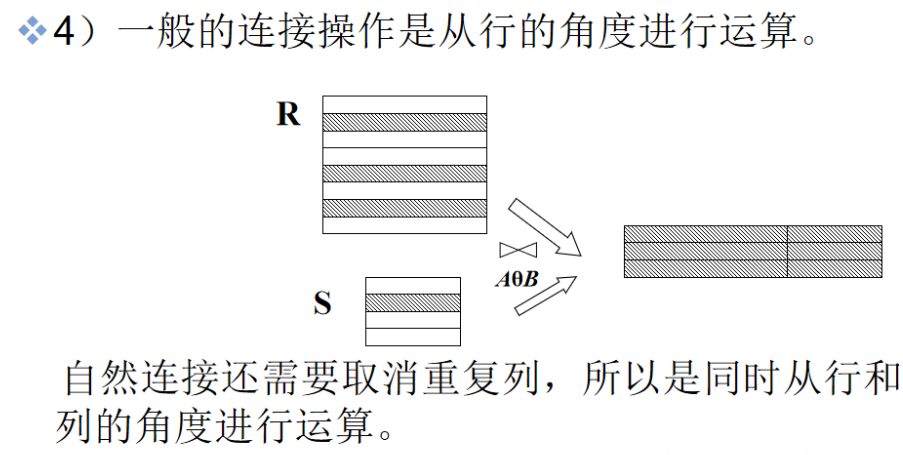 4）一般的连接操作是从行的角度进行运算。
R
AθB
S
自然连接还需要取消重复列，所以是同时从行和
列的角度进行运算。